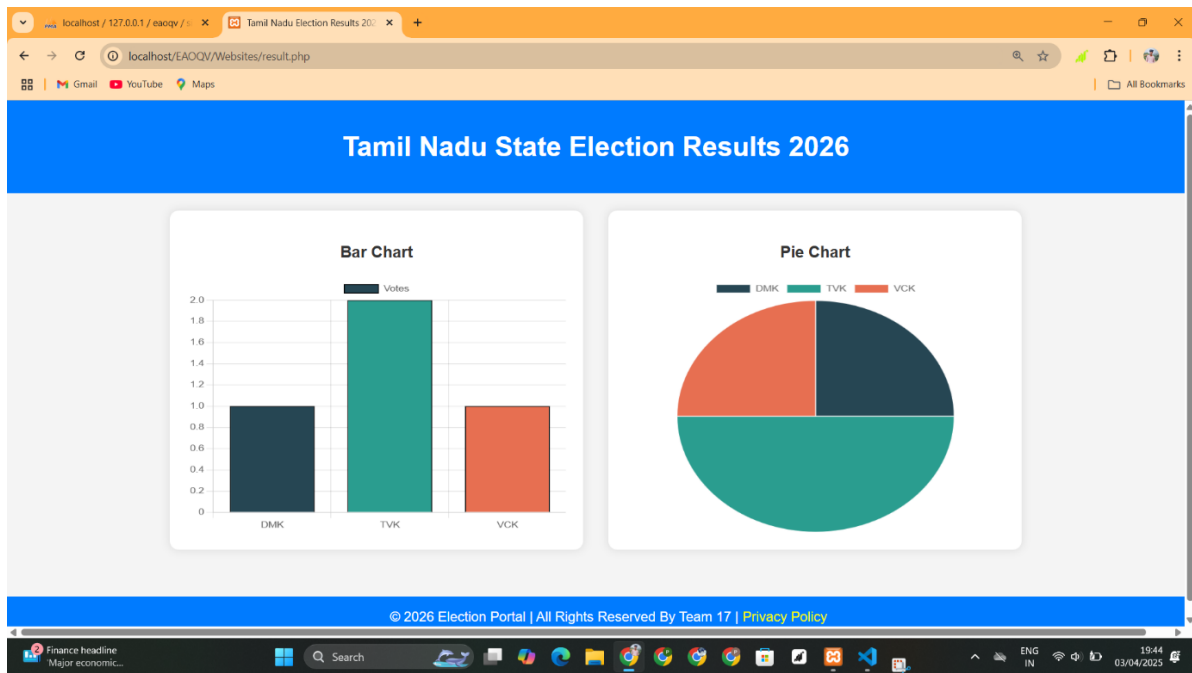 localhost / 127.0.0.1 / eaoqv / s
Tamil Nadu Election Results 202
localhost/EAOQV/Websites/result.php
Gmail
YouTube
Maps
All Bookmarks
Tamil Nadu State Election Results 2026
Bar Chart
Votes
2.0
1.8
1.6
1.4
1.2
1.0
0.8
0.6
0.4
0.2
0
DMK TVK VCK
Pie Chart
DMK TVK VCK
© 2026 Election Portal | All Rights Reserved By Team 17 | Privacy Policy
2
Finance headline
'Major economic...
Search
ENG
IN
19:44
03/04/2025